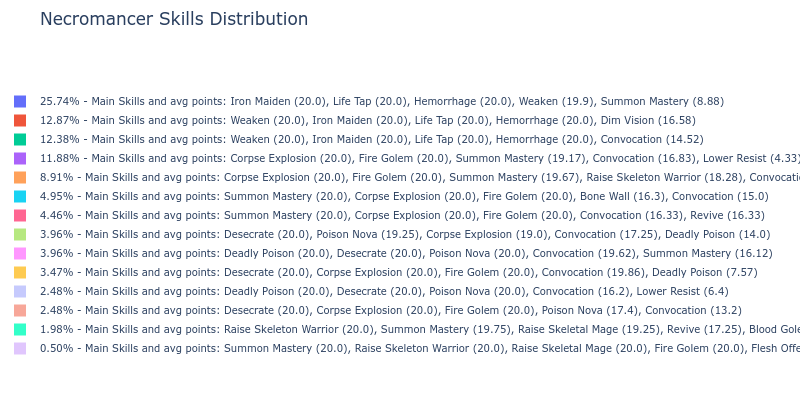 Necromancer Skills Distribution
25.74% - Main Skills and avg points: Iron Maiden (20.0), Life Tap (20.0), Hemorrhage (20.0), Weaken (19.9), Summon Mastery (8.88)
12.87% - Main Skills and avg points: Weaken (20.0), Iron Maiden (20.0), Life Tap (20.0), Hemorrhage (20.0), Dim Vision (16.58)
12.38% - Main Skills and avg points: Weaken (20.0), Iron Maiden (20.0), Life Tap (20.0), Hemorrhage (20.0), Convocation (14.52)
11.88% - Main Skills and avg points: Corpse Explosion (20.0), Fire Golem (20.0), Summon Mastery (19.17), Convocation (16.83), Lower Resist (4.33)
8.91% - Main Skills and avg points: Corpse Explosion (20.0), Fire Golem (20.0), Summon Mastery (19.67), Raise Skeleton Warrior (18.28), Convocatio
4.95% - Main Skills and avg points: Summon Mastery (20.0), Corpse Explosion (20.0), Fire Golem (20.0), Bone Wall (16.3), Convocation (15.0)
4.46% - Main Skills and avg points: Summon Mastery (20.0), Corpse Explosion (20.0), Fire Golem (20.0), Convocation (16.33), Revive (16.33)
3.96% - Main Skills and avg points: Desecrate (20.0), Poison Nova (19.25), Corpse Explosion (19.0), Convocation (17.25), Deadly Poison (14.0)
3.96% - Main Skills and avg points: Deadly Poison (20.0), Desecrate (20.0), Poison Nova (20.0), Convocation (19.62), Summon Mastery (16.12)
3.47% - Main Skills and avg points: Desecrate (20.0), Corpse Explosion (20.0), Fire Golem (20.0), Convocation (19.86), Deadly Poison (7.57)
2.48% - Main Skills and avg points: Deadly Poison (20.0), Desecrate (20.0), Poison Nova (20.0), Convocation (16.2), Lower Resist (6.4)
2.48% - Main Skills and avg points: Desecrate (20.0), Corpse Explosion (20.0), Fire Golem (20.0), Poison Nova (17.4), Convocation (13.2)
1.98% - Main Skills and avg points: Raise Skeleton Warrior (20.0), Summon Mastery (19.75), Raise Skeletal Mage (19.25), Revive (17.25), Blood Gole
0.50% - Main Skills and avg points: Summon Mastery (20.0), Raise Skeleton Warrior (20.0), Raise Skeletal Mage (20.0), Fire Golem (20.0), Flesh Offe